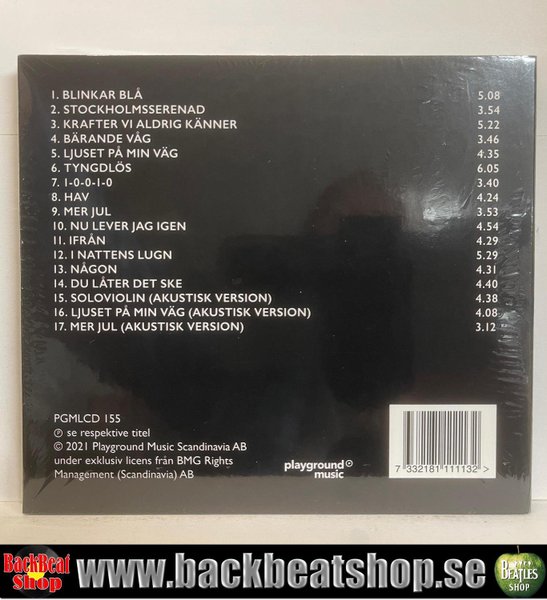 1. BLINKAR BLÅ 5.08
2. STOCKHOLMSSERENAD 3.54
3. KRAFTER VI ALDRIG KÄNNER 5.22
4. BÄRANDE VÅG 3.46
5. LJUSET PÅ MIN VÄG 4.35
6. TYNGDLÖS 6.05
7. 1-0-0-1-0 3.40
8. HAV 4.24
9. MER JUL 3.53
10. NU LEVER JAG IGEN 4.54
11. IFRÅN 4.29
12. I NATTENS LUGN 5.29
13. NÅGON 4.31
14. DU LÅTER DET SKE 4.40
15. SOLOVIOLIN (AKUSTISK VERSION) 4.38
16. LJUSET PÅ MIN VÄG (AKUSTISK VERSION) 4.08
17. MER JUL (AKUSTISK VERSION) 3.12
PGMLCD 155
℗ se respektive titel
© 2021 Playground Music Scandinavia AB
under exklusiv licens från BMG Rights
Management (Scandinavia) AB
playground
music
7 332181 111132 >
BackBeat
Shop
www.backbeatshop.se
BEATLES
SHOP